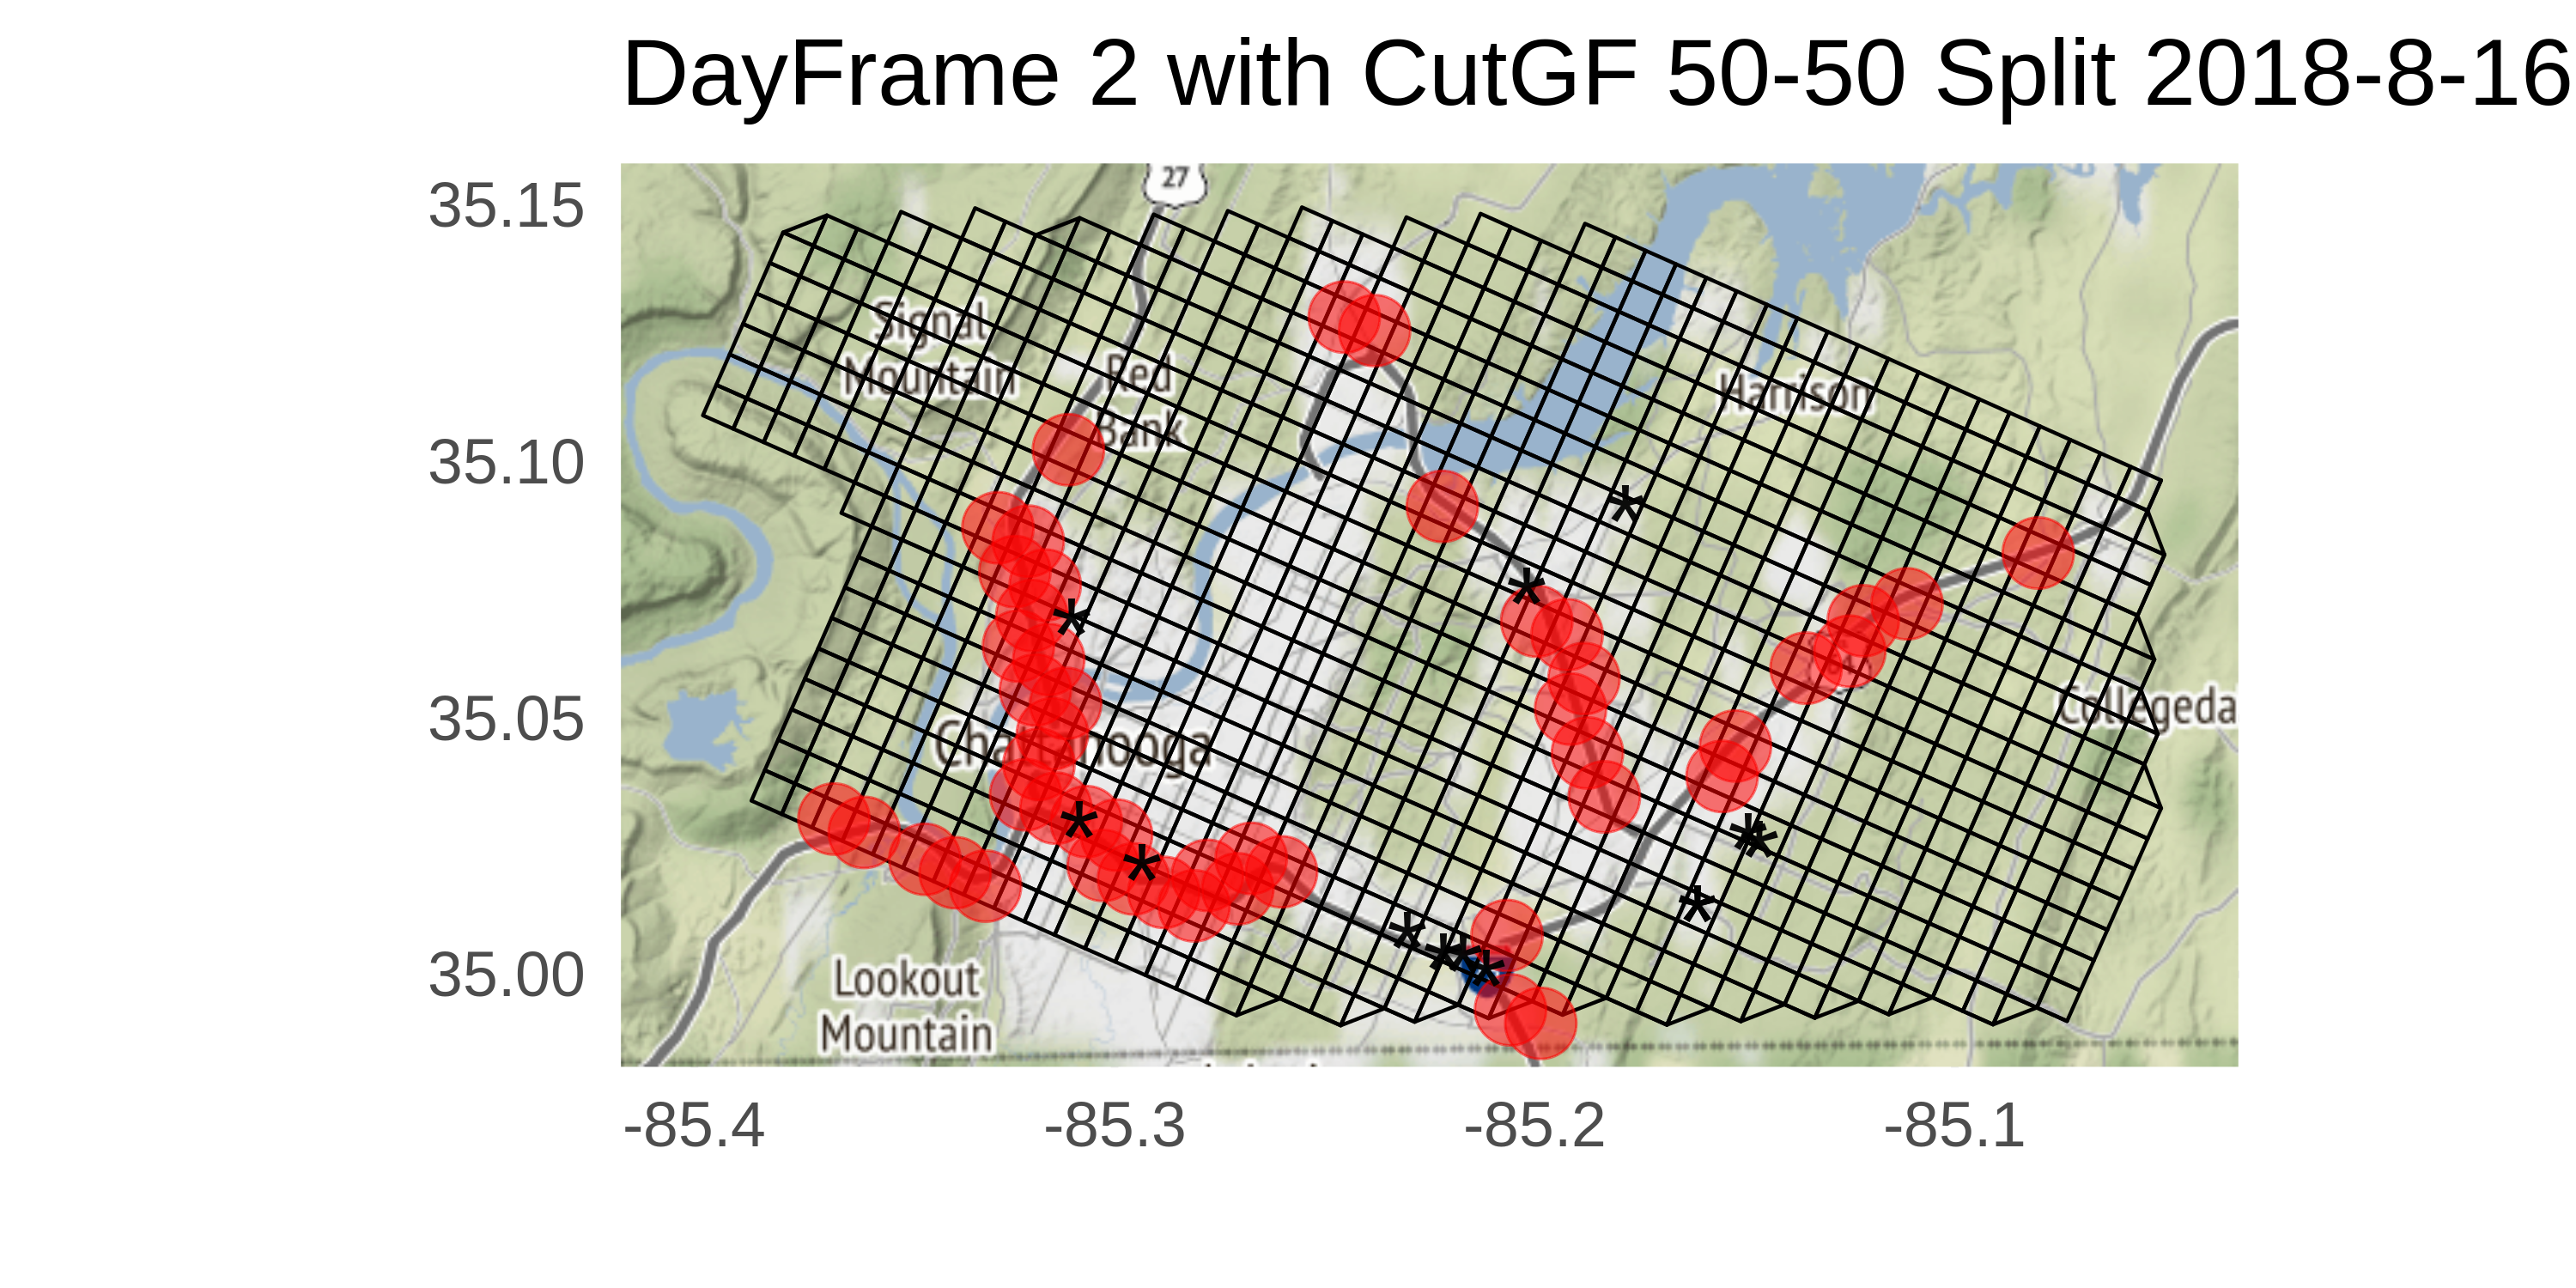 DayFrame 2 with CutGF 50-50 Split 2018-8-16
35.15
35.10
35.05
35.00
27
Signal
Mountain
Red
Bank
Harrison
Collegeda
Chattanooga
Lookout
Mountain
-85.4
-85.3
-85.2
-85.1